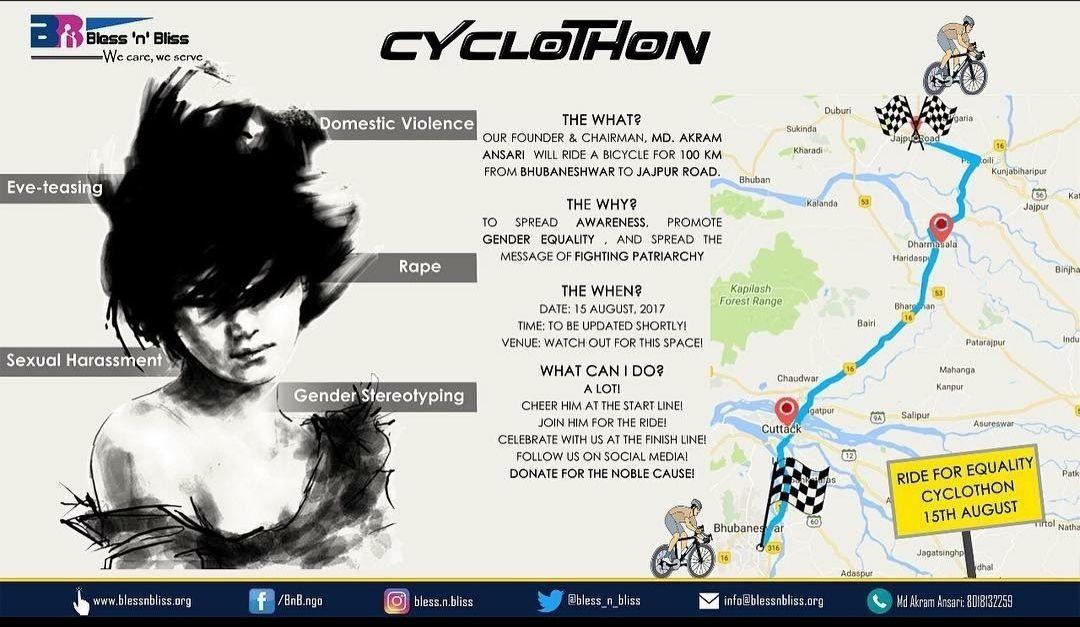 BB Bless 'n' Bliss
We care, we serve
CYCLOTHON
Domestic Violence
Eve-teasing
Rape
Sexual Harassment
Gender Stereotyping
THE WHAT?
OUR FOUNDER & CHAIRMAN, MD. AKRAM
ANSARI WILL RIDE A BICYCLE FOR 100 KM
FROM BHUBANESHWAR TO JAJPUR ROAD.
THE WHY?
TO SPREAD AWARENESS, PROMOTE
GENDER EQUALITY , AND SPREAD THE
MESSAGE OF FIGHTING PATRIARCHY
THE WHEN?
DATE: 15 AUGUST, 2017
TIME: TO BE UPDATED SHORTLY!
VENUE: WATCH OUT FOR THIS SPACE!
WHAT CAN I DO?
A LOT!
CHEER HIM AT THE START LINE!
JOIN HIM FOR THE RIDE!
CELEBRATE WITH US AT THE FINISH LINE!
FOLLOW US ON SOCIAL MEDIA!
DONATE FOR THE NOBLE CAUSE!
Duburi
Sukinda
Kharadi
Jajpur Road
16
Kunjabiharipur
Bhuban
Kalanda
53
56
Jajpur
Dharmasala
Haridaspur
Kapilash
Forest Range
53
16
Bairi
Patarajpur
16
Mahanga
Kanpur
Chaudwar
9A
Salipur
Asureswar
Cuttack
12
60
16
316
Adaspur
RIDE FOR EQUALITY
CYCLOTHON
15TH AUGUST
www.blessnbliss.org
/BnB.ngo
bless.n.bliss
@bless_n_bliss
info@blessnbliss.org
Md Akram Ansari: 8018132259